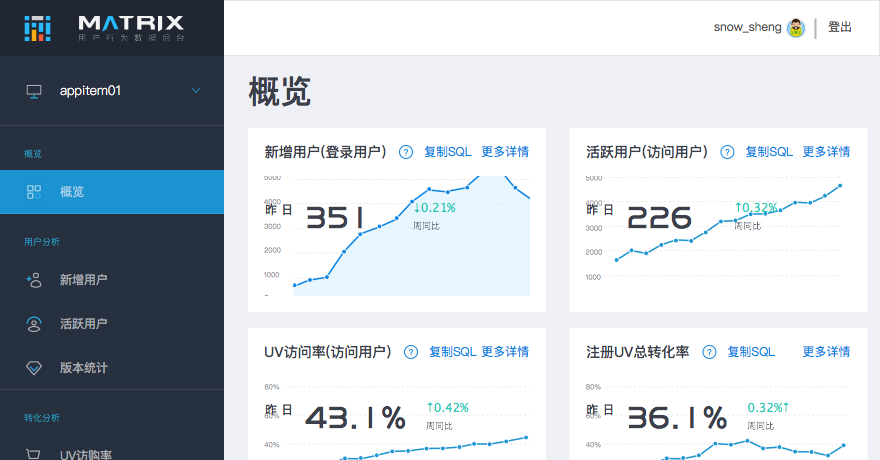 MATRIX
用户行为数据后台
snow_sheng
登出
appitem01
概览
概览
用户分析
新增用户
活跃用户
版本统计
转化分析
UV访购率
概览
新增用户(登录用户)
?
复制SQL
更多详情
5000
4000
3000
2000
1000
昨日
351
↓0.21%
周同比
活跃用户(访问用户)
?
复制SQL
更多详情
5000
4000
3000
2000
1000
昨日
226
↑0.32%
周同比
UV访问率(访问用户)
?
复制SQL
更多详情
80%
60%
40%
昨日
43.1%
↑0.42%
周同比
注册UV总转化率
?
复制SQL
更多详情
80%
60%
40%
昨日
36.1%
0.32%↑
周同比